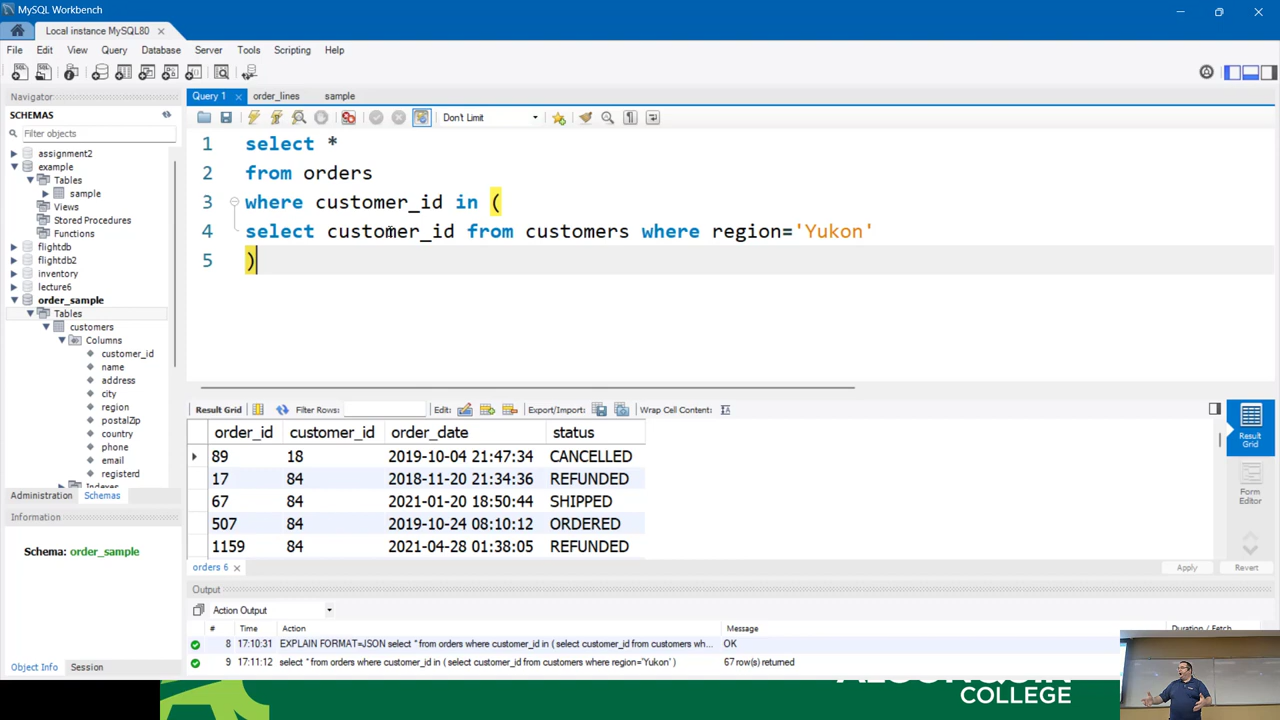 MySQL Workbench
Local instance MySQL80
File Edit View Query Database Server Tools Scripting Help
Navigator
SCHEMAS
Filter objects
assignment2
example
Tables
sample
Views
Stored Procedures
Functions
flightdb
flightdb2
inventory
lecture6
order_sample
Tables
customers
Columns
customer_id
name
address
city
region
postalZip
country
phone
email
registerd
Indexes
Administration Schemas
Information
Schema: order_sample
Object Info Session
Query 1 order_lines sample
Don't Limit
1 select *
2 from orders
3 where customer_id in (
4 select customer_id from customers where region='Yukon'
5 )
Result Grid Filter Rows: Edit: Export/Import: Wrap Cell Content:
order_id customer_id order_date status
89 18 2019-10-04 21:47:34 CANCELLED
17 84 2018-11-20 21:34:36 REFUNDED
67 84 2021-01-20 18:50:44 SHIPPED
507 84 2019-10-24 08:10:12 ORDERED
1159 84 2021-04-28 01:38:05 REFUNDED
Result Grid
Form Editor
orders 6
Apply Revert
Output
Action Output
# Time Action Message Duration / Fetch
8 17:10:31 EXPLAIN FORMAT=JSON select * from orders where customer_id in ( select customer_id from customers wh... OK
9 17:11:12 select * from orders where customer_id in ( select customer_id from customers where region='Yukon' ) 67 row(s) returned
COLLEGE